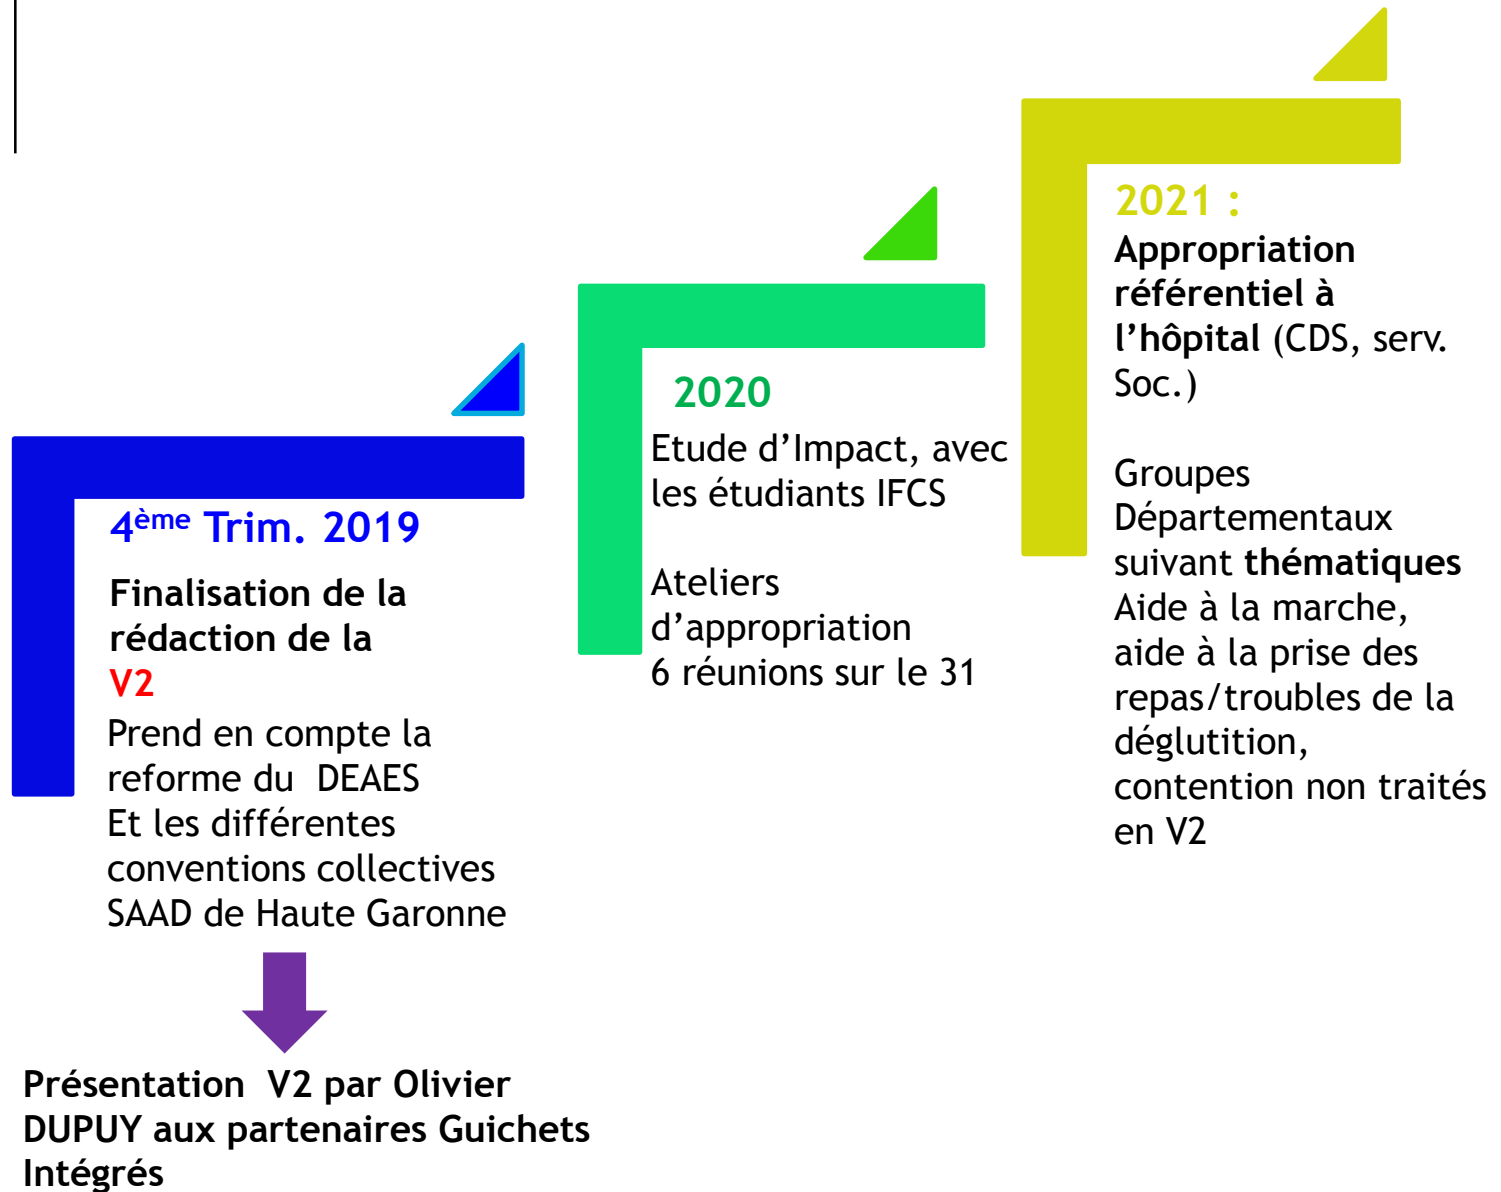 4ème Trim. 2019
Finalisation de la
rédaction de la
V2
Prend en compte la
reforme du  DEAES
Et les différentes
conventions collectives
SAAD de Haute Garonne
Présentation  V2 par Olivier
DUPUY aux partenaires Guichets
Intégrés
2020
Etude d’Impact, avec
les étudiants IFCS
Ateliers
d’appropriation
6 réunions sur le 31
2021 :
Appropriation
référentiel à
l’hôpital (CDS, serv.
Soc.)
Groupes
Départementaux
suivant thématiques
Aide à la marche,
aide à la prise des
repas/troubles de la
déglutition,
contention non traités
en V2